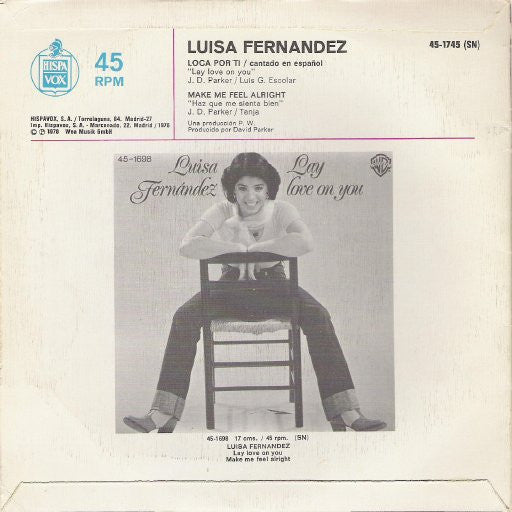 HISPA
VOX
45
RPM
HISPAVOX, S.A. / Torrelaguna, 64. Madrid-27
Imp. Hispavox, S. A. - Marcenado, 22. Madrid / 1978
© ℗ 1978 Wea Musik GmbH
LUISA FERNANDEZ
45-1745 (SN)
LOCA POR TI / cantado en español
"Lay love on you"
J. D. Parker / Luis G. Escolar
MAKE ME FEEL ALRIGHT
"Haz que me sienta bien"
J. D. Parker / Tenja
Una producción P. W.
Producida por David Parker
45-1698
Luisa
Fernández
Lay
love on you
45-1698 17 cms. / 45 rpm. (SN)
LUISA FERNANDEZ
Lay love on you
Make me feel alright